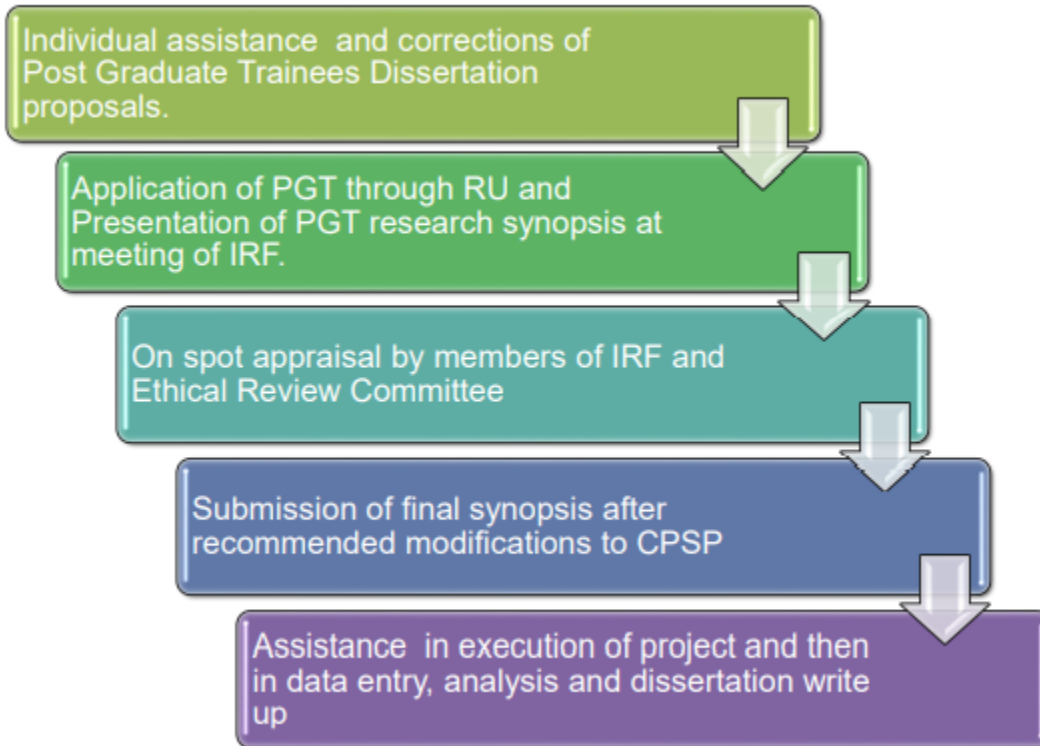 Individual assistance  and corrections of
Post Graduate Trainees Dissertation
proposals.
Application of PGT through RU and
Presentation of PGT research synopsis at
meeting of IRF.
On spot appraisal by members of IRF and
Ethical Review Committee
Submission of final synopsis after
recommended modifications to CPSP
Assistance  in execution of project and then
in data entry, analysis and dissertation write
up